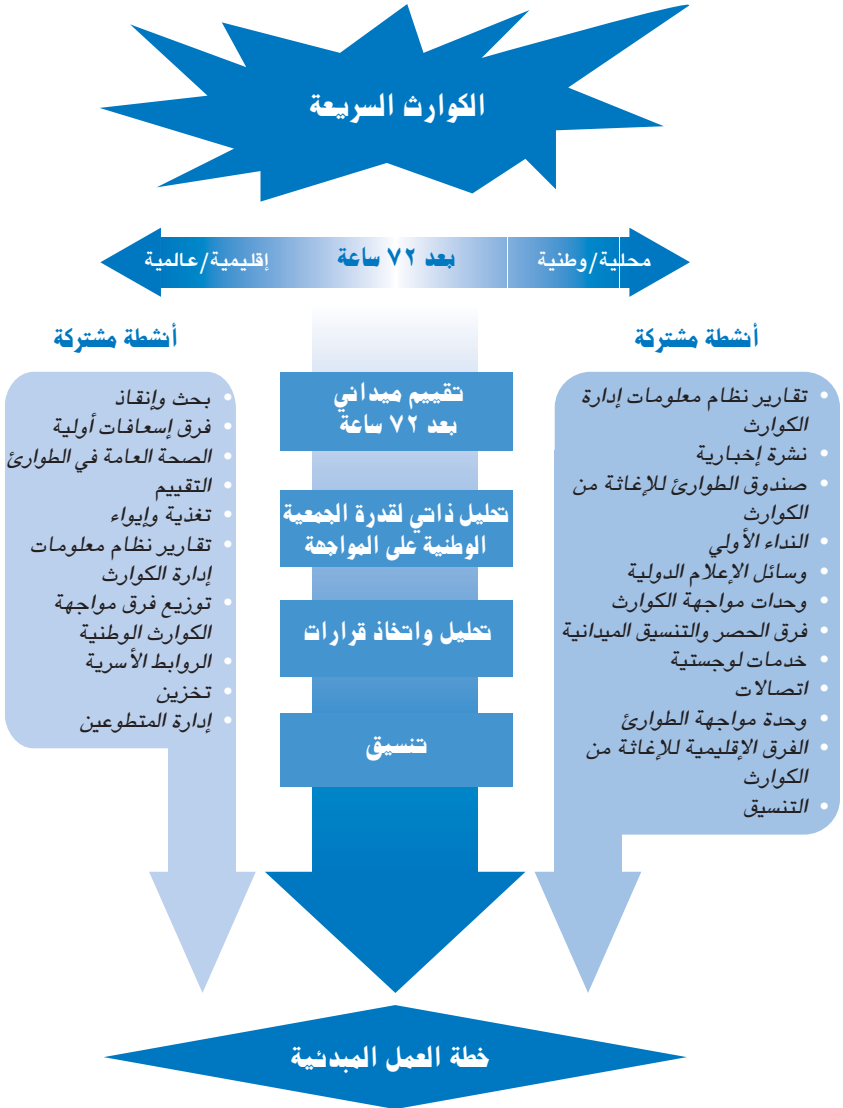 الكوارث السريعة
محلية/وطنية
بعد ٧٢ ساعة
إقليمية/عالمية
أنشطة مشتركة
• تقارير نظام معلومات إدارة
الكوارث
• نشرة إخبارية
• صندوق الطوارئ للإغاثة من
الكوارث
• النداء الأولي
• وسائل الإعلام الدولية
• وحدات مواجهة الكوارث
• فرق الحصر والتنسيق الميدانية
• خدمات لوجستية
• اتصالات
• وحدة مواجهة الطوارئ
• الفرق الإقليمية للإغاثة من
الكوارث
• التنسيق
تقييم ميداني
بعد ٧٢ ساعة
تحليل ذاتي لقدرة الجمعية
الوطنية على المواجهة
تحليل واتخاذ قرارات
تنسيق
أنشطة مشتركة
• بحث وإنقاذ
• فرق إسعافات أولية
• الصحة العامة في الطوارئ
• التقييم
• تغذية وإيواء
• تقارير نظام معلومات
إدارة الكوارث
• توزيع فرق مواجهة
الكوارث الوطنية
• الروابط الأسرية
• تخزين
• إدارة المتطوعين
خطة العمل المبدئية